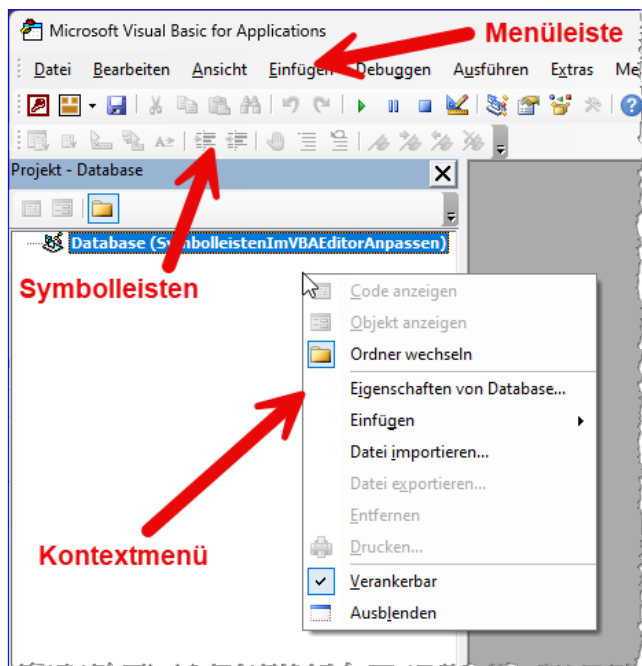 Microsoft Visual Basic for Applications
Menüleiste
Datei Bearbeiten Ansicht Einfügen Debuggen Ausführen Extras
Projekt - Database
Database (SymbolleistenImVBAEditorAnpassen)
Symbolleisten
Code anzeigen
Objekt anzeigen
Ordner wechseln
Eigenschaften von Database...
Einfügen
Datei importieren...
Datei exportieren...
Entfernen
Drucken...
Kontextmenü
Verankerbar
Ausblenden